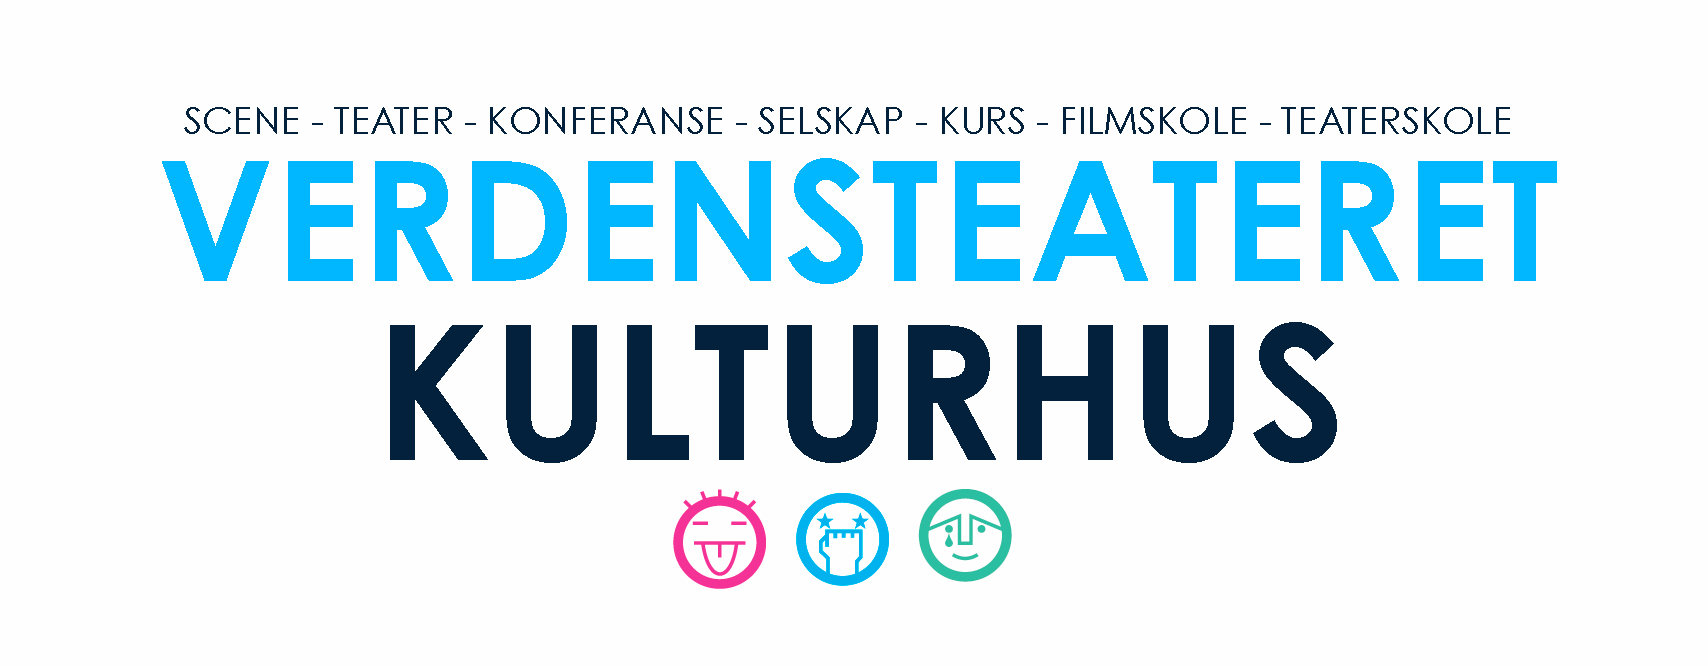 SCENE - TEATER - KONFERANSE - SELSKAP - KURS - FILMSKOLE - TEATERSKOLE
VERDENSTEATERET
KULTURHUS